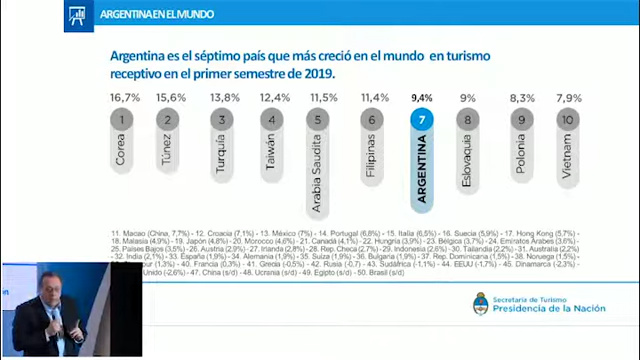 ARGENTINA EN EL MUNDO
Argentina es el séptimo país que más creció en el mundo en turismo
receptivo en el primer semestre de 2019.
16,7% 15,6% 13,8% 12,4% 11,5% 11,4% 9,4% 9% 8,3% 7,9%
1 2 3 4 5 6 7 8 9 10
Corea Túnez Turquía Taiwán Arabia Saudita Filipinas ARGENTINA Eslovaquia Polonia Vietnam
11. Macao (China, 7,7%) - 12. Croacia (7,1%) - 13. México (7%) - 14. Portugal (6,8%) - 15. Italia (6,5%) - 16. Suecia (5,9%) - 17. Hong Kong (5,7%) -
18. Malasia (4,9%) - 19. Japón (4,8%) - 20. Morocco (4,6%) - 21. Canadá (4,1%) - 22. Hungría (3,9%) - 23. Bélgica (3,7%) - 24. Emirates Árabes (3,6%)
25. Países Bajos (3,5%) - 26. Austria (2,9%) - 27. Irlanda (2,8%) - 28. Rep. Checa (2,7%) - 29. Indonesia (2,6%) - 30. Tailandia (2,2%) - 31. Australia (2,2%)
- 32. India (2,1%) - 33. España (1,9%) - 34. Alemania (1,9%) - 35. Suiza (1,9%) - 36. Bulgaria (1,9%) - 37. Rep. Dominicana (1,5%) - 38. Noruega (1,5%)
(1,3%) - 40. Francia (0,3%) - 41. Grecia (-0,5%) - 42. Rusia (-0,7) - 43. Sudáfrica (-1,1%) - 44. EEUU (-1,7%) - 45. Dinamarca (-2,3%)
Unido (-2,6%) - 47. China (s/d) - 48. Ucrania (s/d) - 49. Egipto (s/d) - 50. Brasil (s/d)
Secretaría de Turismo
Presidencia de la Nación